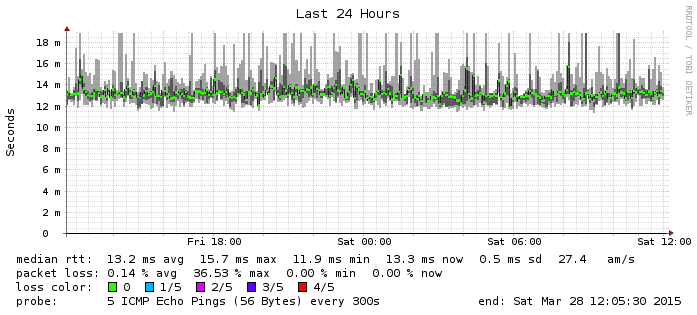 Last 24 Hours
RRDTOOL / TOBI OETIKER
Seconds
18 m
16 m
14 m
12 m
10 m
8 m
6 m
4 m
2 m
0
Fri 18:00 Sat 00:00 Sat 06:00 Sat 12:00
median rtt: 13.2 ms avg 15.7 ms max 11.9 ms min 13.3 ms now 0.5 ms sd 27.4 am/s
packet loss: 0.14 % avg 36.53 % max 0.00 % min 0.00 % now
loss color: 0 1/5 2/5 3/5 4/5
probe: 5 ICMP Echo Pings (56 Bytes) every 300s end: Sat Mar 28 12:05:30 2015